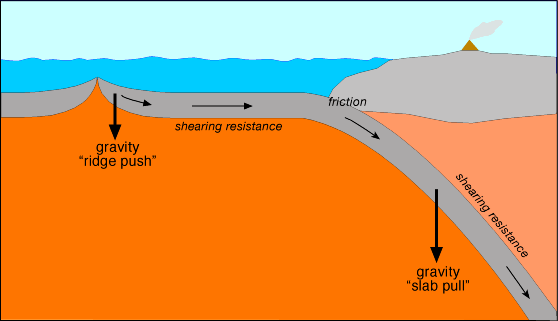 friction
shearing resistance
gravity
“ridge push”
shearing resistance
gravity
“slab pull”